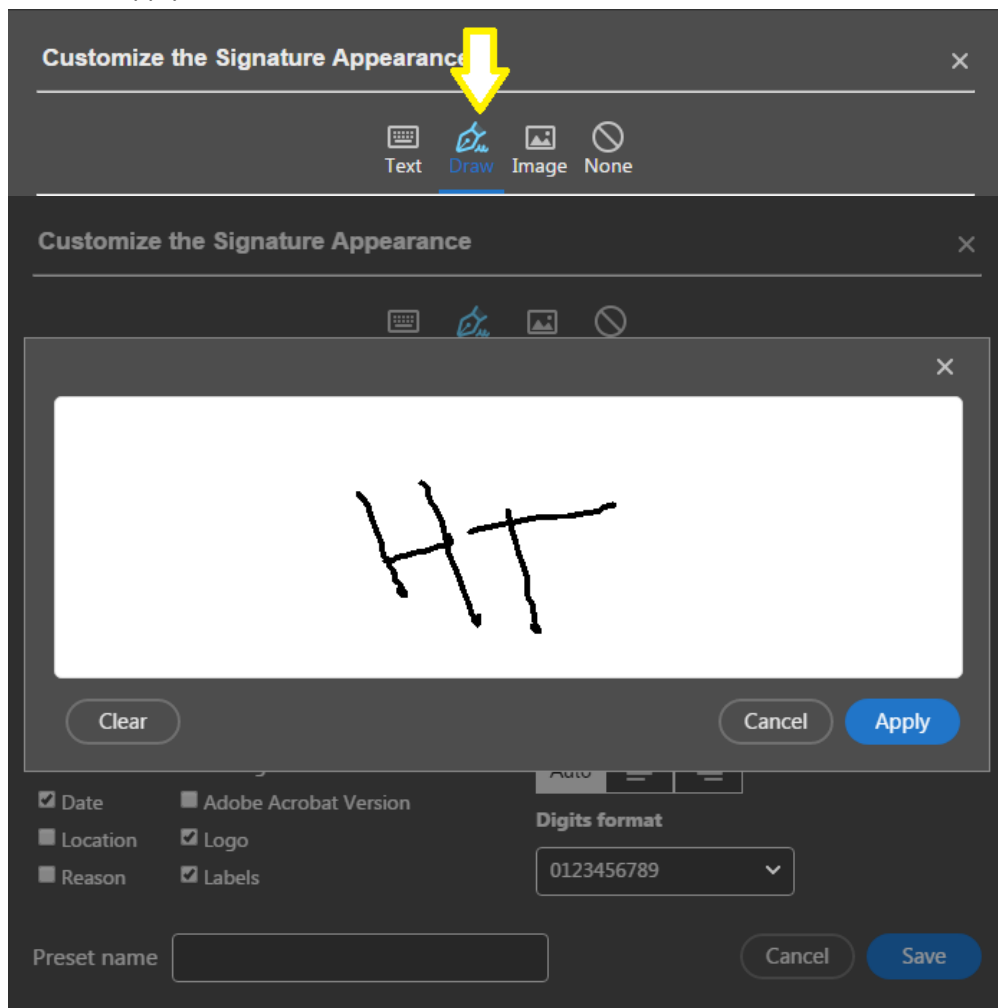 Customize the Signature Appearance
Text Draw Image None
Customize the Signature Appearance
HT
Clear Cancel Apply
Auto
Date Adobe Acrobat Version
Digits format
Location Logo
0123456789
Reason Labels
Preset name Cancel Save